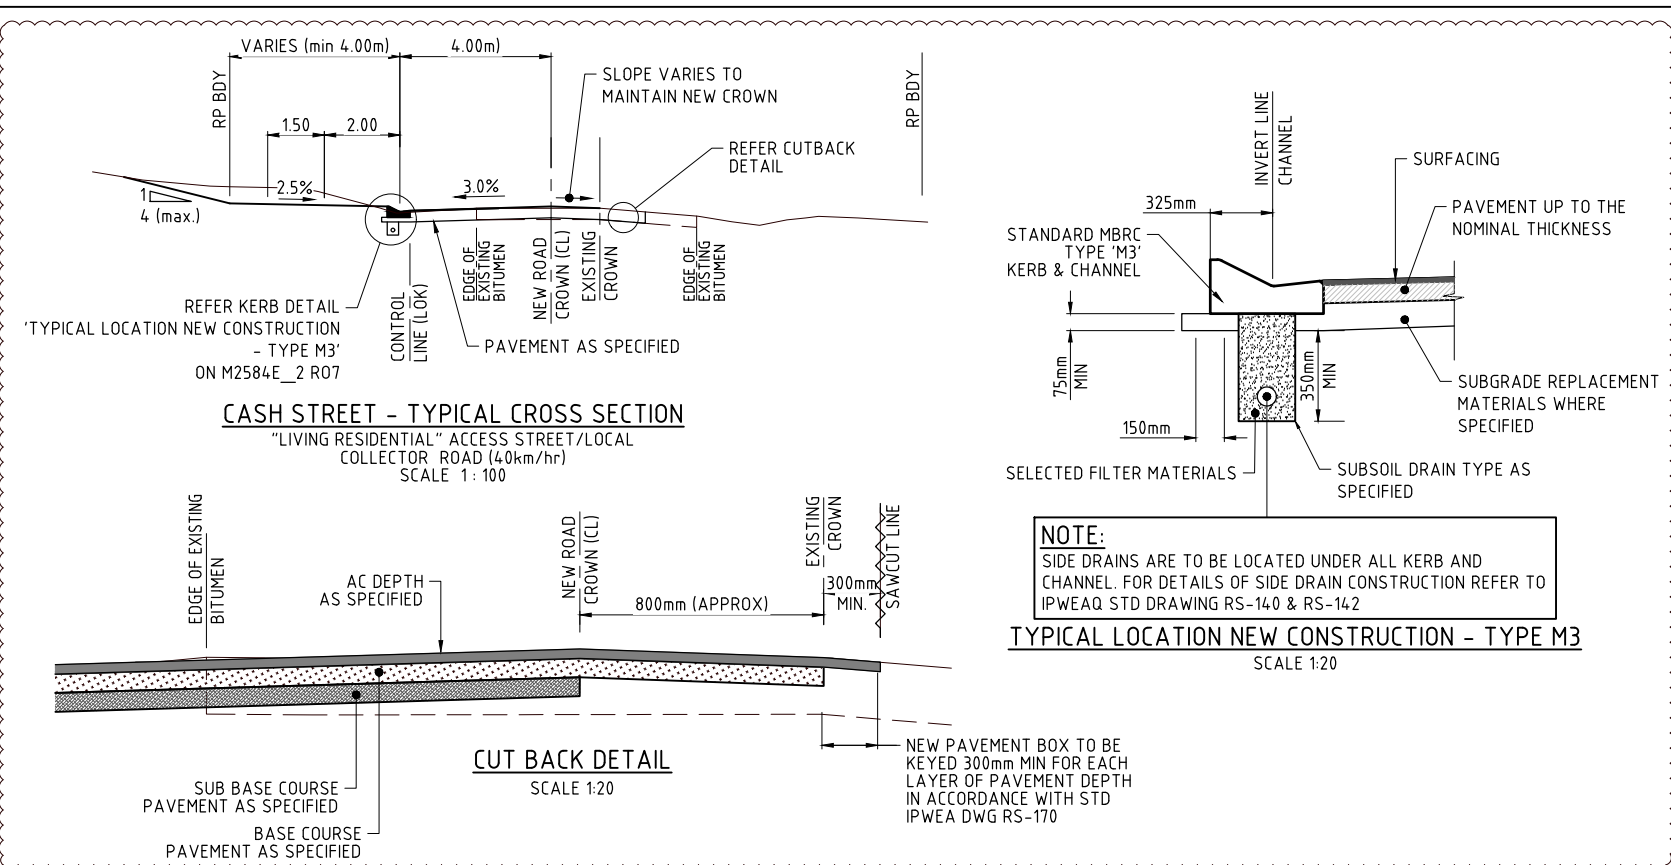 VARIES (min 4.00m)
4.00m)
RP BDY
SLOPE VARIES TO
MAINTAIN NEW CROWN
RP BDY
1.50
2.00
REFER CUTBACK
DETAIL
2.5%
3.0%
1
4 (max.)
EDGE OF
EXISTING
BITUMEN
NEW ROAD
CROWN (CL)
EXISTING
CROWN
EDGE OF
EXISTING
BITUMEN
CONTROL
LINE (LOK)
REFER KERB DETAIL
'TYPICAL LOCATION NEW CONSTRUCTION
- TYPE M3'
ON M2584E__2 R07
PAVEMENT AS SPECIFIED
CASH STREET - TYPICAL CROSS SECTION
"LIVING RESIDENTIAL" ACCESS STREET/LOCAL
COLLECTOR ROAD (40km/hr)
SCALE 1 : 100
INVERT LINE
CHANNEL
SURFACING
325mm
PAVEMENT UP TO THE
NOMINAL THICKNESS
STANDARD MBRC
TYPE 'M3'
KERB & CHANNEL
75mm
MIN
350mm
MIN
SUBGRADE REPLACEMENT
MATERIALS WHERE
SPECIFIED
150mm
SELECTED FILTER MATERIALS
SUBSOIL DRAIN TYPE AS
SPECIFIED
NOTE:
SIDE DRAINS ARE TO BE LOCATED UNDER ALL KERB AND
CHANNEL. FOR DETAILS OF SIDE DRAIN CONSTRUCTION REFER TO
IPWEAQ STD DRAWING RS-140 & RS-142
TYPICAL LOCATION NEW CONSTRUCTION - TYPE M3
SCALE 1:20
EDGE OF EXISTING
BITUMEN
AC DEPTH
AS SPECIFIED
NEW ROAD
CROWN (CL)
800mm (APPROX)
EXISTING
CROWN
300mm
MIN.
SAWCUT LINE
CUT BACK DETAIL
SCALE 1:20
SUB BASE COURSE
PAVEMENT AS SPECIFIED
BASE COURSE
PAVEMENT AS SPECIFIED
NEW PAVEMENT BOX TO BE
KEYED 300mm MIN FOR EACH
LAYER OF PAVEMENT DEPTH
IN ACCORDANCE WITH STD
IPWEA DWG RS-170